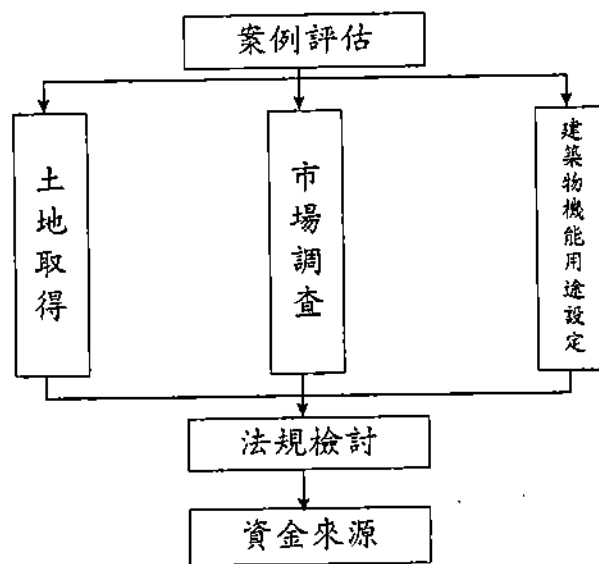 案例評估
土地取得
市場調查
建築物機能用途設定
法規檢討
資金來源